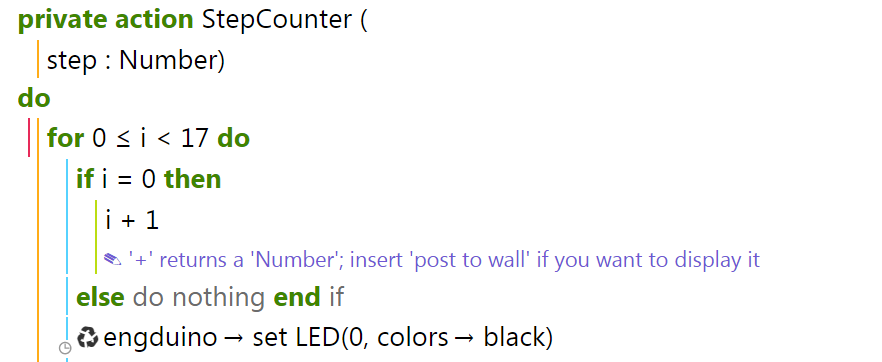 private action StepCounter (
step : Number)
do
for 0 ≤ i < 17 do
if i = 0 then
i + 1
'+' returns a 'Number'; insert 'post to wall' if you want to display it
else do nothing end if
engduino → set LED(0, colors → black)